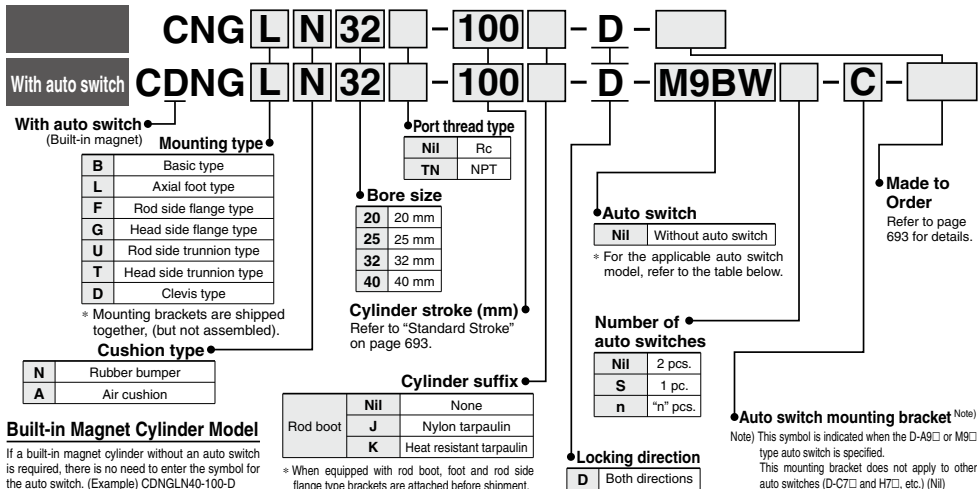 CNG L N 32 □ - 100 □ - D - □
With auto switch CDNG L N 32 □ - 100 □ - D - M9BW □ - C - □
With auto switch
(Built-in magnet)
Mounting type
B Basic type
L Axial foot type
F Rod side flange type
G Head side flange type
U Rod side trunnion type
T Head side trunnion type
D Clevis type
* Mounting brackets are shipped
together, (but not assembled).
Cushion type
N Rubber bumper
A Air cushion
Built-in Magnet Cylinder Model
If a built-in magnet cylinder without an auto switch
is required, there is no need to enter the symbol for
the auto switch. (Example) CDNGLN40-100-D
Port thread type
Nil Rc
TN NPT
Bore size
20 20 mm
25 25 mm
32 32 mm
40 40 mm
Cylinder stroke (mm)
Refer to “Standard Stroke”
on page 693.
Cylinder suffix
Rod boot
Nil None
J Nylon tarpaulin
K Heat resistant tarpaulin
* When equipped with rod boot, foot and rod side
flange type brackets are attached before shipment.
Auto switch
Nil Without auto switch
* For the applicable auto switch
model, refer to the table below.
Number of
auto switches
Nil 2 pcs.
S 1 pc.
n “n” pcs.
Locking direction
D Both directions
Made to
Order
Refer to page
693 for details.
Auto switch mounting bracket Note)
Note) This symbol is indicated when the D-A9□ or M9□
type auto switch is specified.
This mounting bracket does not apply to other
auto switches (D-C7□ and H7□, etc.) (Nil)